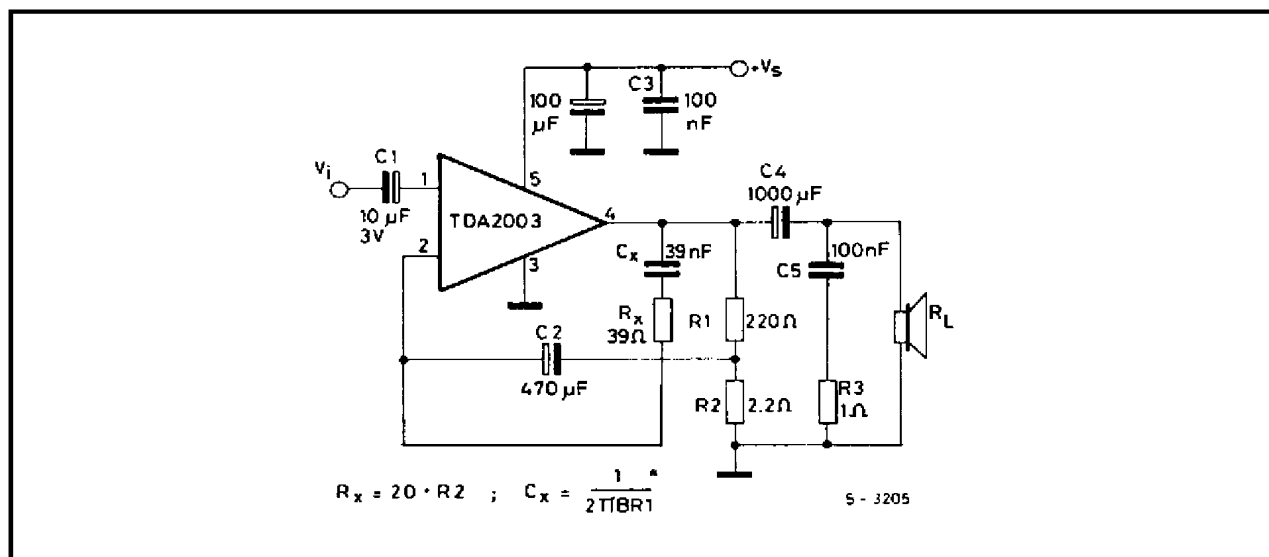 +Vs
C3
100
µF
100
nF
Vi
C1
1
5
C4
1000 µF
10 µF
3V
TDA2003
4
2
3
Cx
39nF
100nF
C5
Rx
39Ω
R1
220Ω
RL
C2
470 µF
R2
2.2Ω
R3
1Ω
Rx = 20 • R2 ; Cx = 1 / 2πBR1
S - 3205